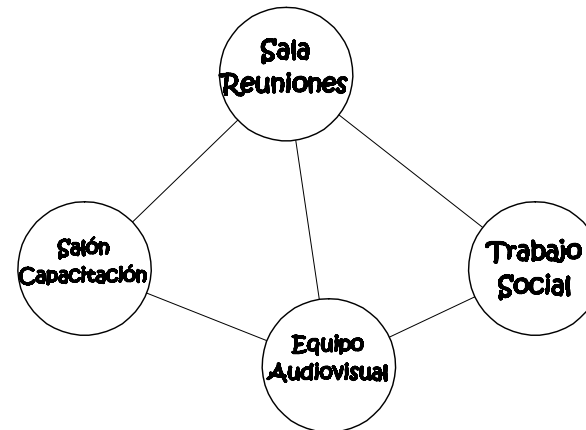 Sala
Reuniones
Salón
Capacitación
Trabajo
Social
Equipo
Audiovisual